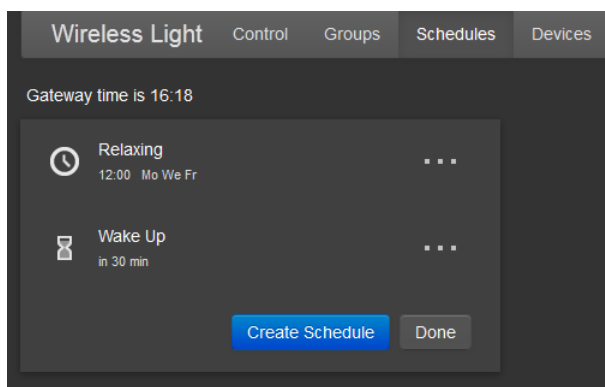 Wireless Light Control Groups Schedules Devices
Gateway time is 16:18
Relaxing
12:00 Mo We Fr
Wake Up
in 30 min
Create Schedule Done